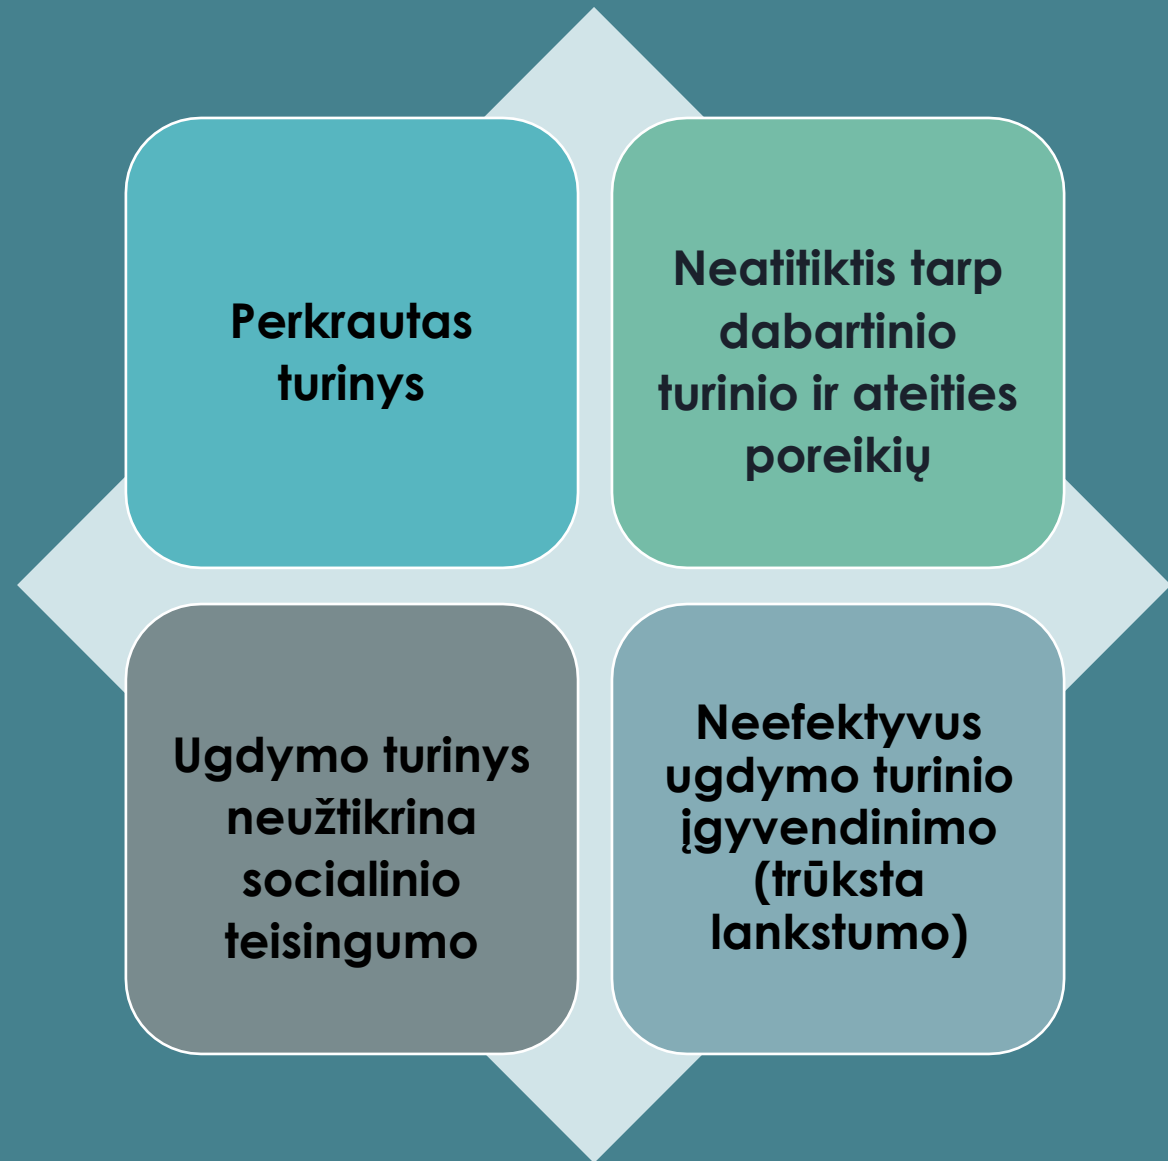 Perkrautas
turinys
Neatitiktis tarp
dabartinio
turinio ir ateities
poreikių
Ugdymo turinys
neužtikrina
socialinio
teisingumo
Neefektyvus
ugdymo turinio
įgyvendinimo
(trūksta
lankstumo)